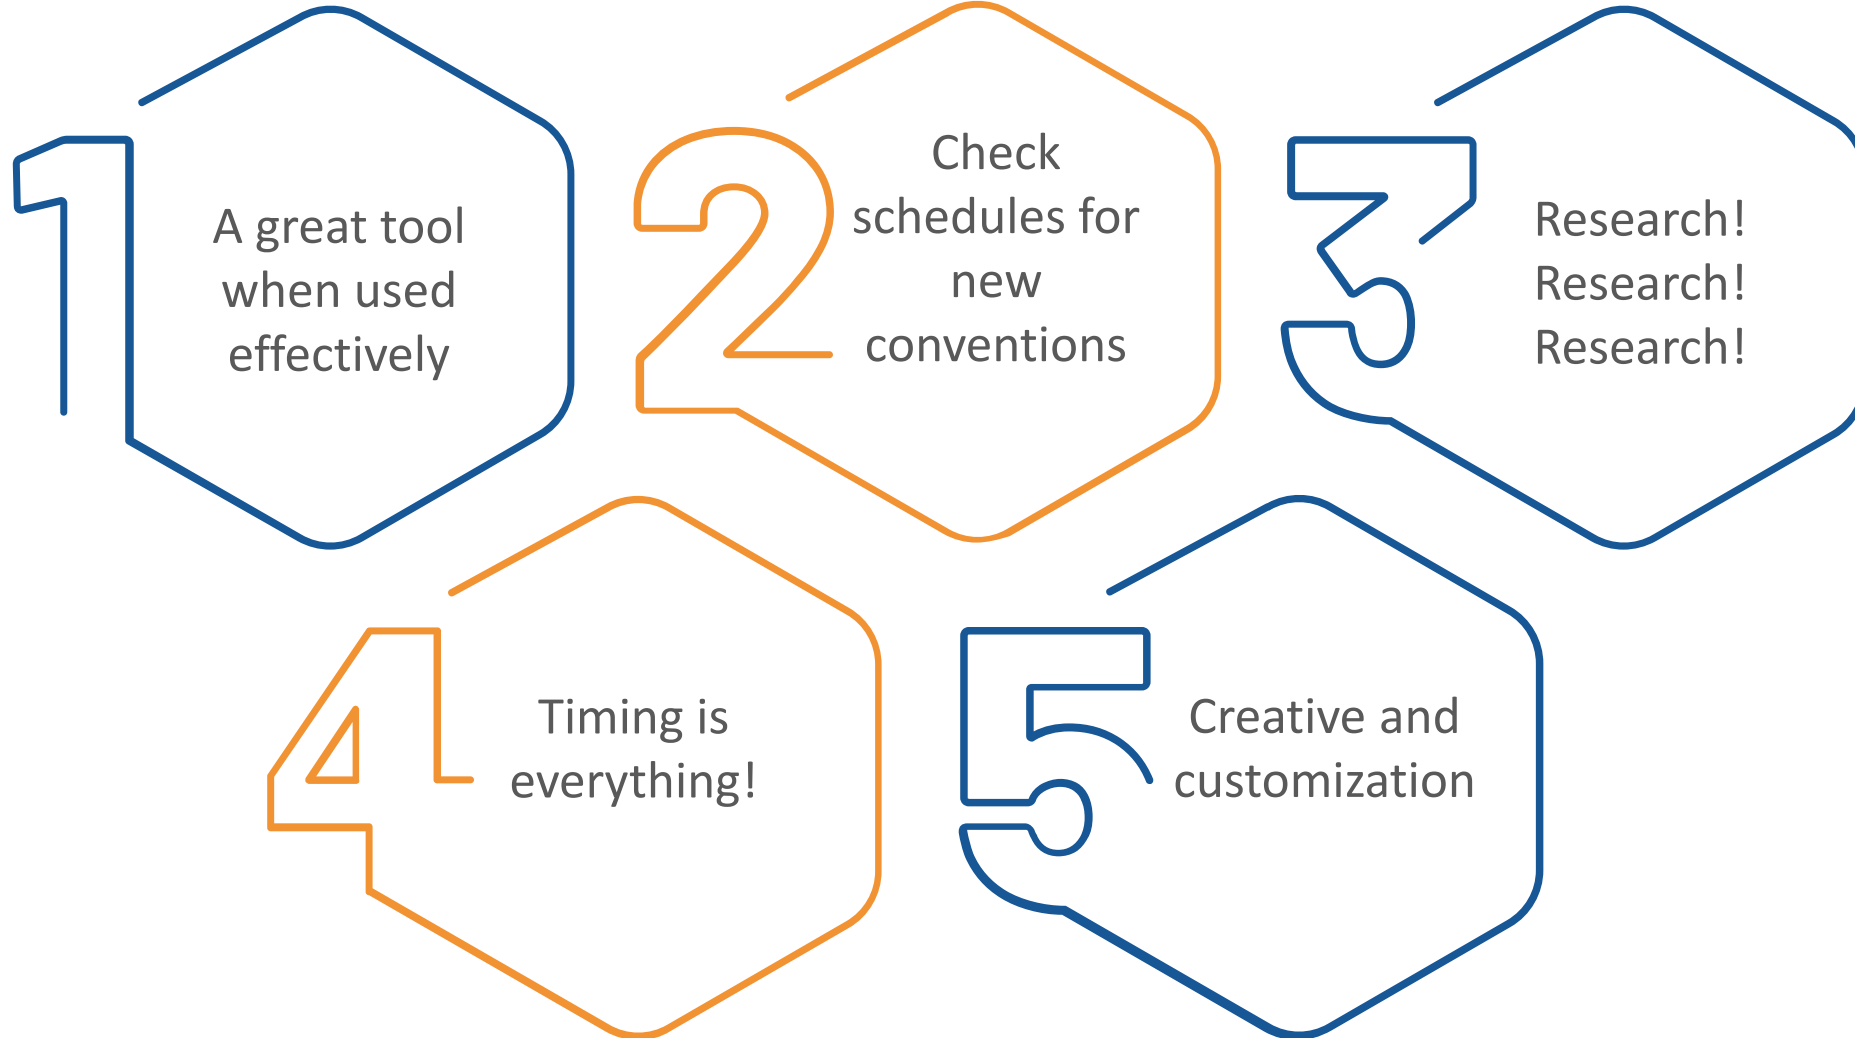 1
A great tool
when used
effectively
2
Check
schedules for
new
conventions
3
Research!
Research!
Research!
4
Timing is
everything!
5
Creative and
customization